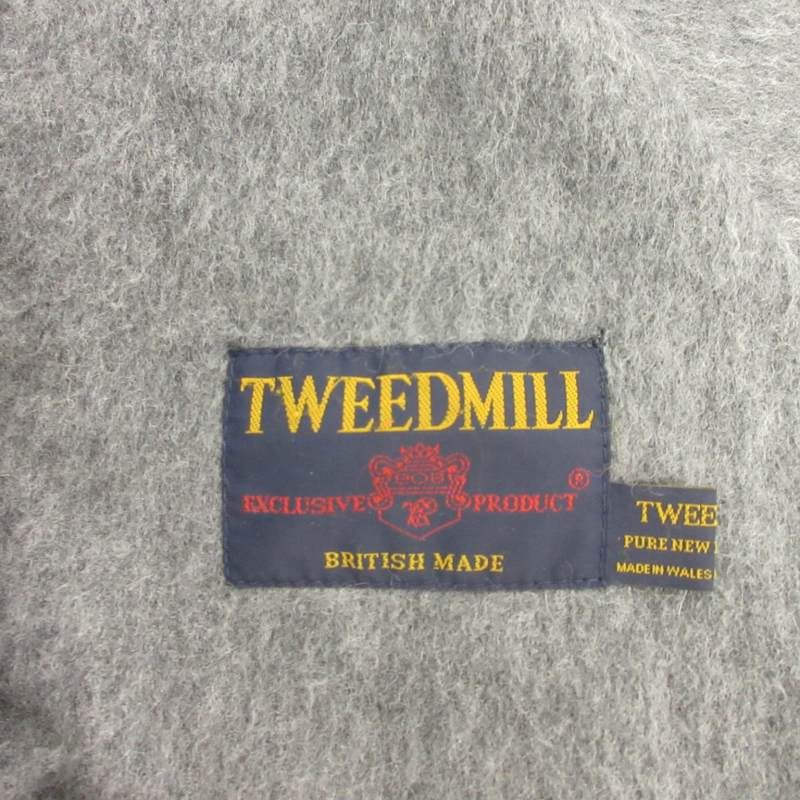 TWEEDMILL
EXCLUSIVE PRODUCT ®
BRITISH MADE
TWEE
PURE NEW
MADE IN WALES